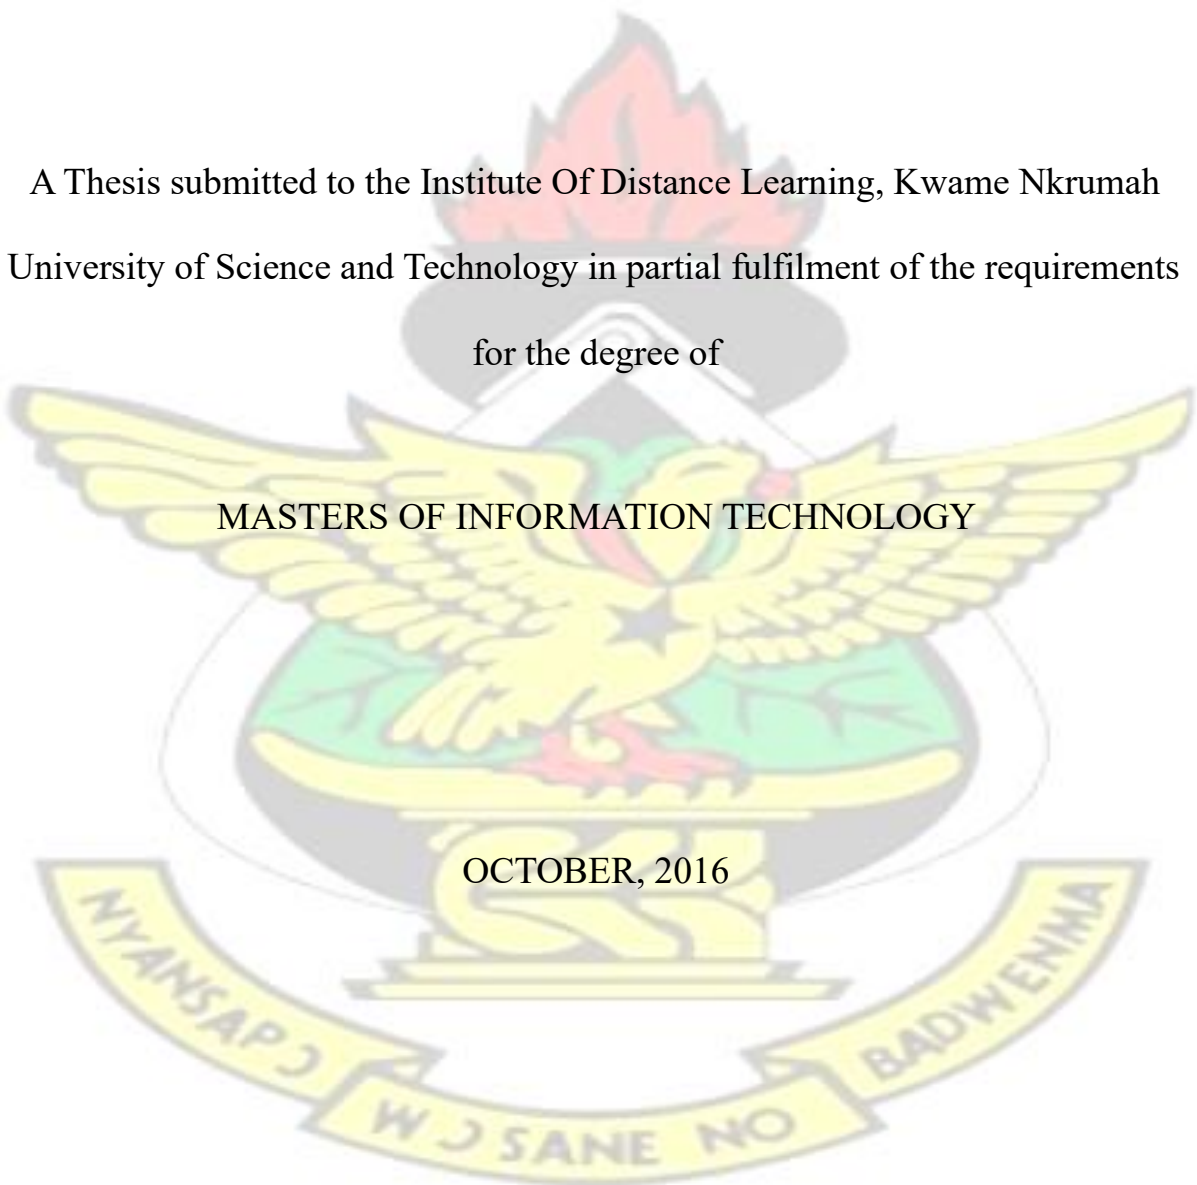 A Thesis submitted to the Institute Of Distance Learning, Kwame Nkrumah
University of Science and Technology in partial fulfilment of the requirements
for the degree of
MASTERS OF INFORMATION TECHNOLOGY
OCTOBER, 2016
NYANSAPƆ
WƆSANE NO
BADWENMA